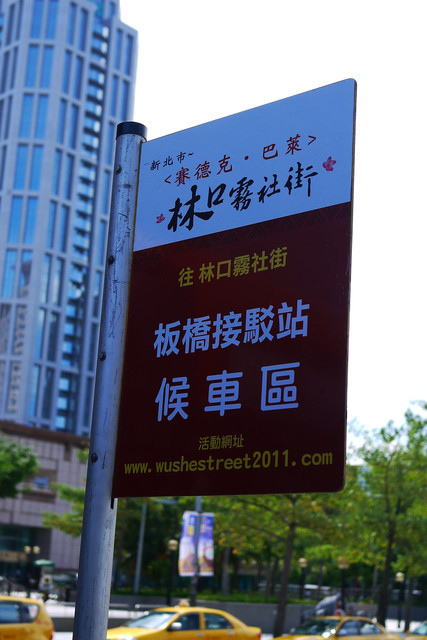 新北市~
<賽德克·巴萊>
林口霧社街
往 林口霧社街
板橋接駁站
候車區
活動網址
www.wushestreet2011.com